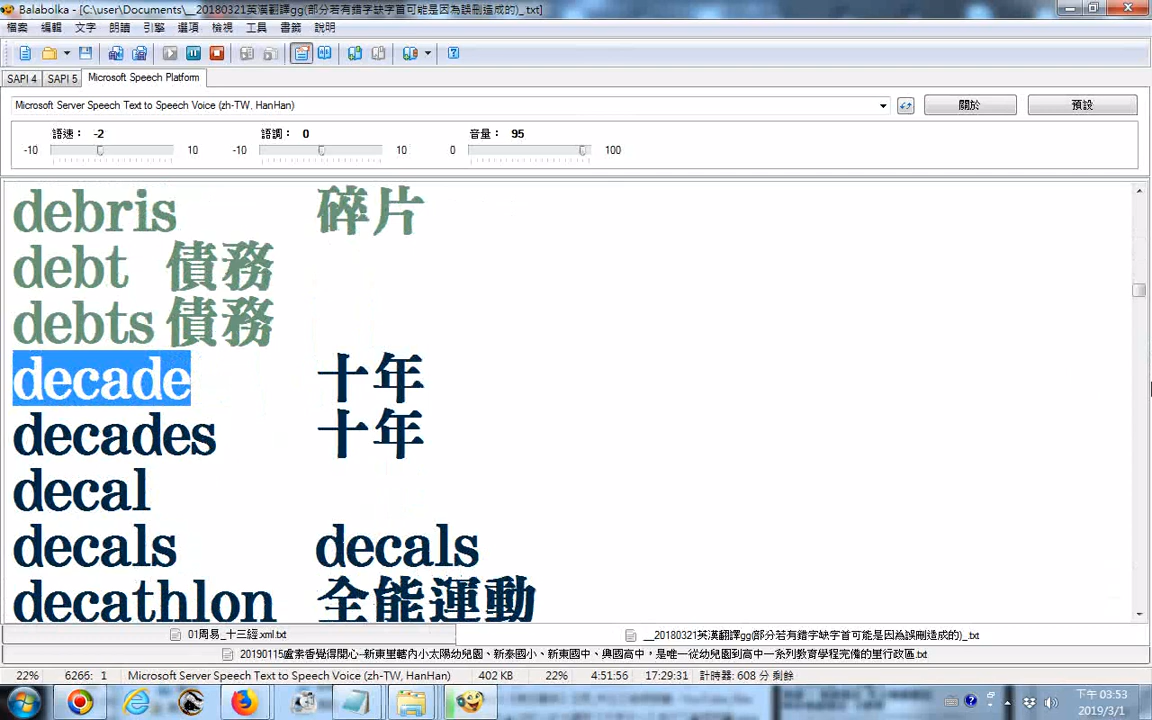 Balabolka - [C:\user\Documents\__20180321英漢翻譯gg(部分若有錯字缺字首可能是因為誤刪造成的)_.txt]
檔案 編輯 文字 朗讀 引擎 選項 檢視 工具 書籤 說明
SAPI 4 SAPI 5 Microsoft Speech Platform
Microsoft Server Speech Text to Speech Voice (zh-TW, HanHan) 關於 預設
語速： -2 語調： 0 音量： 95
-10 10 -10 10 0 100
debris 碎片
debt 債務
debts 債務
decade 十年
decades 十年
decal
decals decals
decathlon 全能運動
01周易_十三經.xml.txt __20180321英漢翻譯gg(部分若有錯字缺字首可能是因為誤刪造成的)_.txt
20190115盧素香覺得開心-新東里轄內小太陽幼兒園、新泰國小、新東國中、興國高中，是唯一從幼兒園到高中一系列教育學程完備的里行政區.txt
22% 6266: 1 Microsoft Server Speech Text to Speech Voice (zh-TW, HanHan) 402 KB 22% 4:51:56 17:29:31 計時器: 608 分 剩餘
下午 03:53
2019/3/1